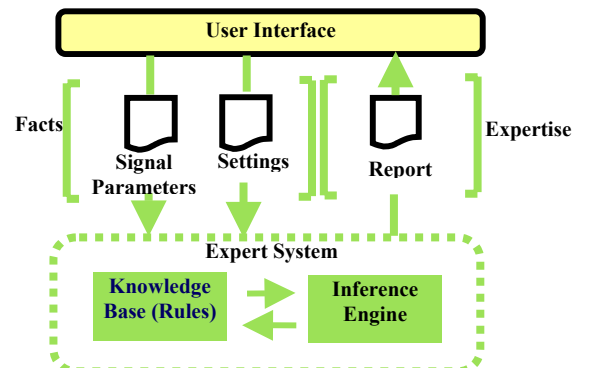 User Interface
Facts
Signal
Parameters
Settings
Report
Expertise
Expert System
Knowledge
Base (Rules)
Inference
Engine